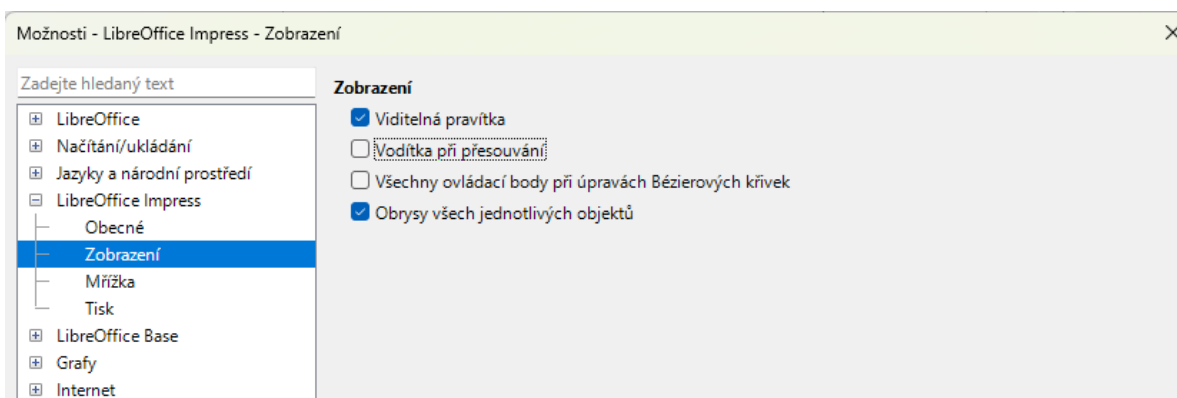 Možnosti - LibreOffice Impress - Zobrazení
Zadejte hledaný text
LibreOffice
Načítání/ukládání
Jazyky a národní prostředí
LibreOffice Impress
Obecné
Zobrazení
Mřížka
Tisk
LibreOffice Base
Grafy
Internet
Zobrazení
Viditelná pravítka
Vodítka při přesouvání
Všechny ovládací body při úpravách Bézierových křivek
Obrysy všech jednotlivých objektů